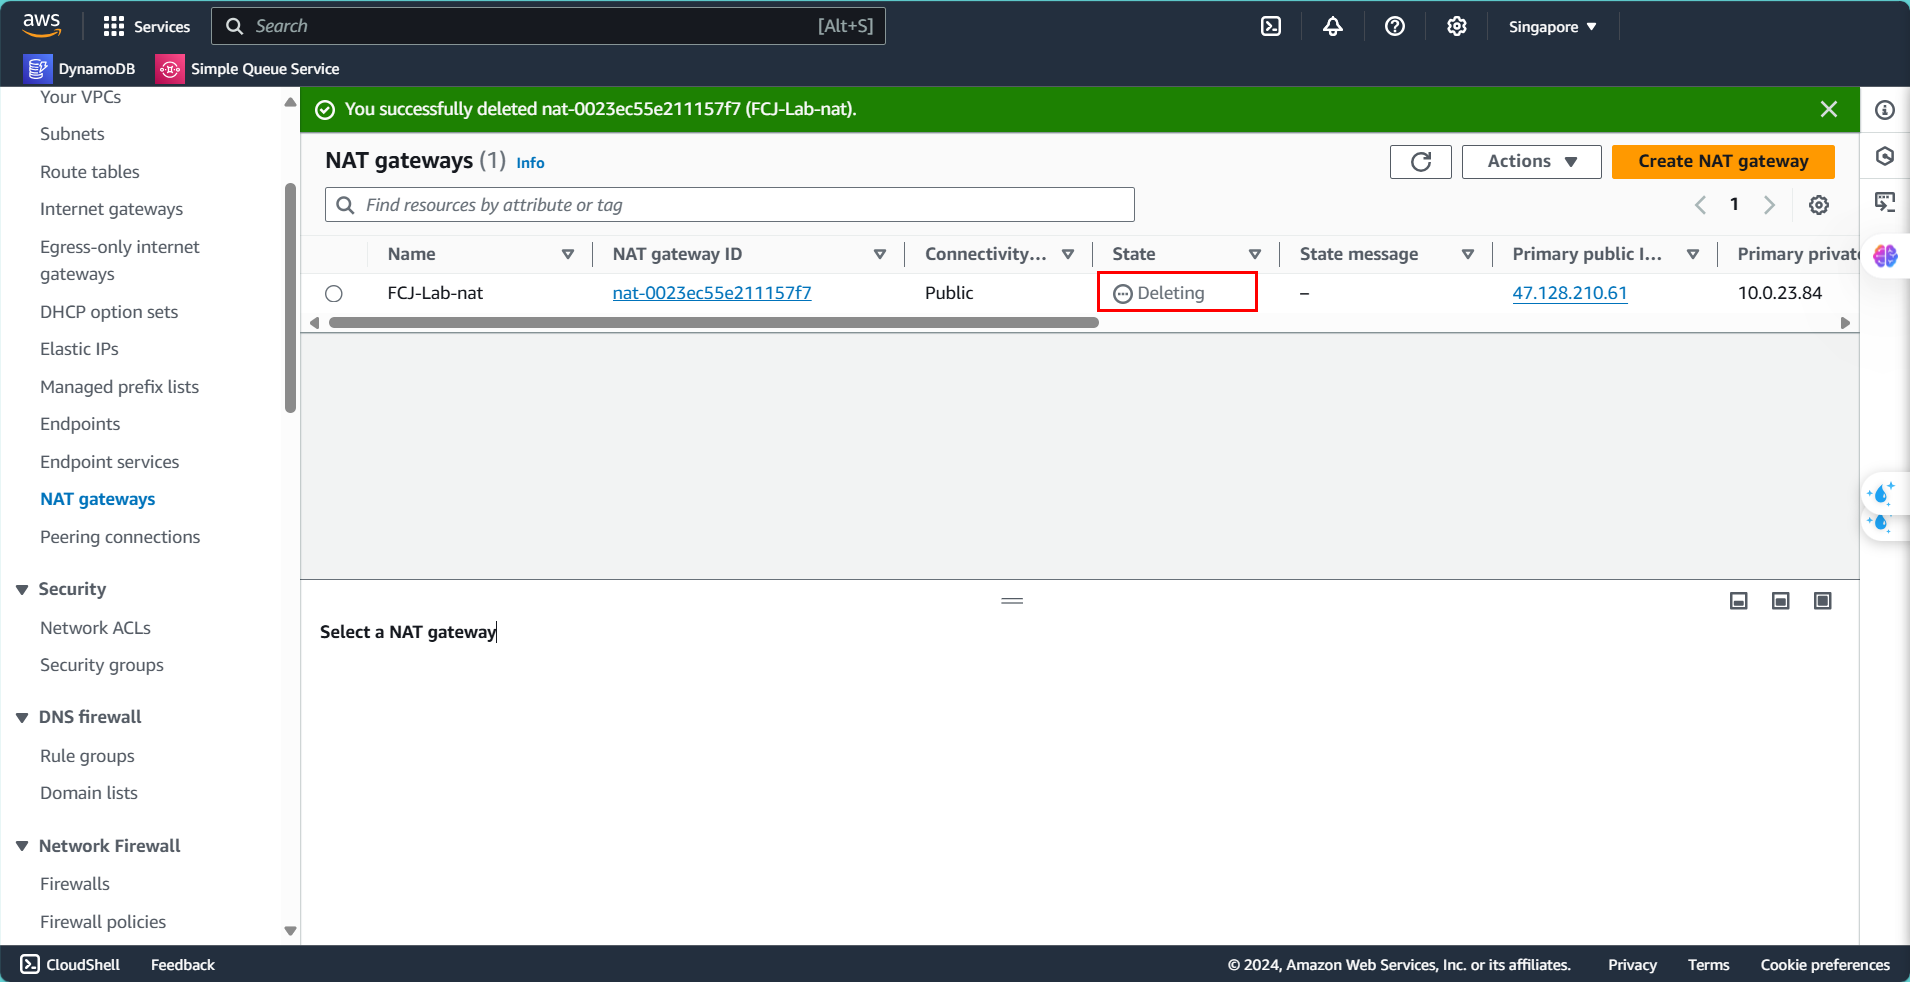 aws
Services
Search
[Alt+S]
Singapore
DynamoDB
Simple Queue Service
Your VPCs
Subnets
Route tables
Internet gateways
Egress-only internet
gateways
DHCP option sets
Elastic IPs
Managed prefix lists
Endpoints
Endpoint services
NAT gateways
Peering connections
Security
Network ACLs
Security groups
DNS firewall
Rule groups
Domain lists
Network Firewall
Firewalls
Firewall policies
You successfully deleted nat-0023ec55e211157f7 (FCJ-Lab-nat).
NAT gateways (1) Info
Actions
Create NAT gateway
Find resources by attribute or tag
1
Name NAT gateway ID Connectivity... State State message Primary public I... Primary private
FCJ-Lab-nat nat-0023ec55e211157f7 Public Deleting – 47.128.210.61 10.0.23.84
Select a NAT gateway
CloudShell Feedback © 2024, Amazon Web Services, Inc. or its affiliates. Privacy Terms Cookie preferences